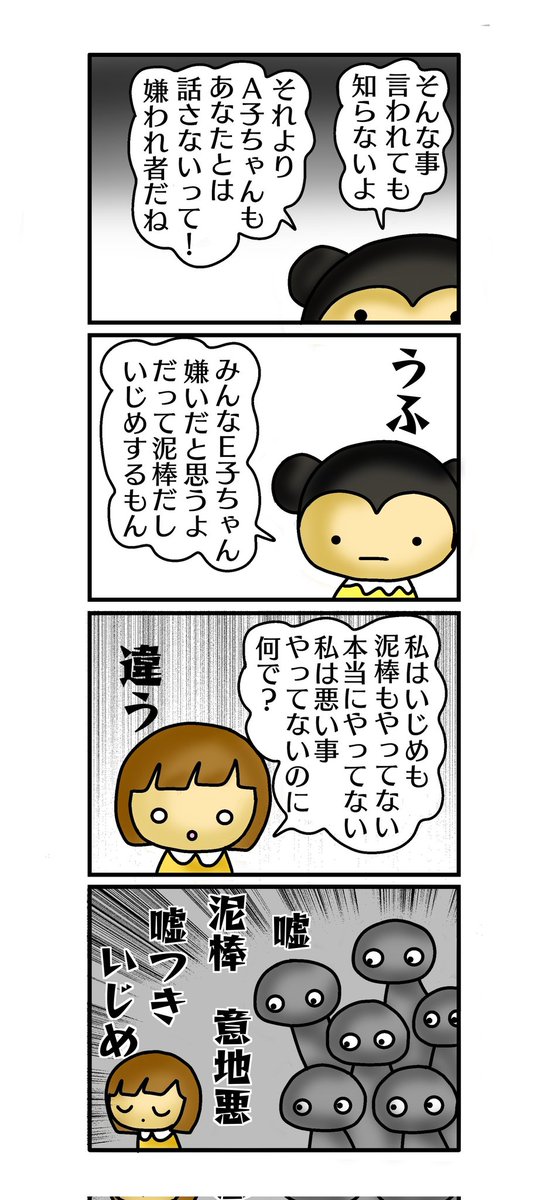 そんな事
言われても
知らないよ
それより
A子ちゃんも
あなたとは
話さないって！
嫌われ者だね
うふ
みんなE子ちゃん
嫌いだと思うよ
だって泥棒だし
いじめするもん
私はいじめも
泥棒もやってない
本当にやってない
私は悪い事
やってないのに
何で？
違う
嘘
泥棒
意地悪
嘘つき
いじめ